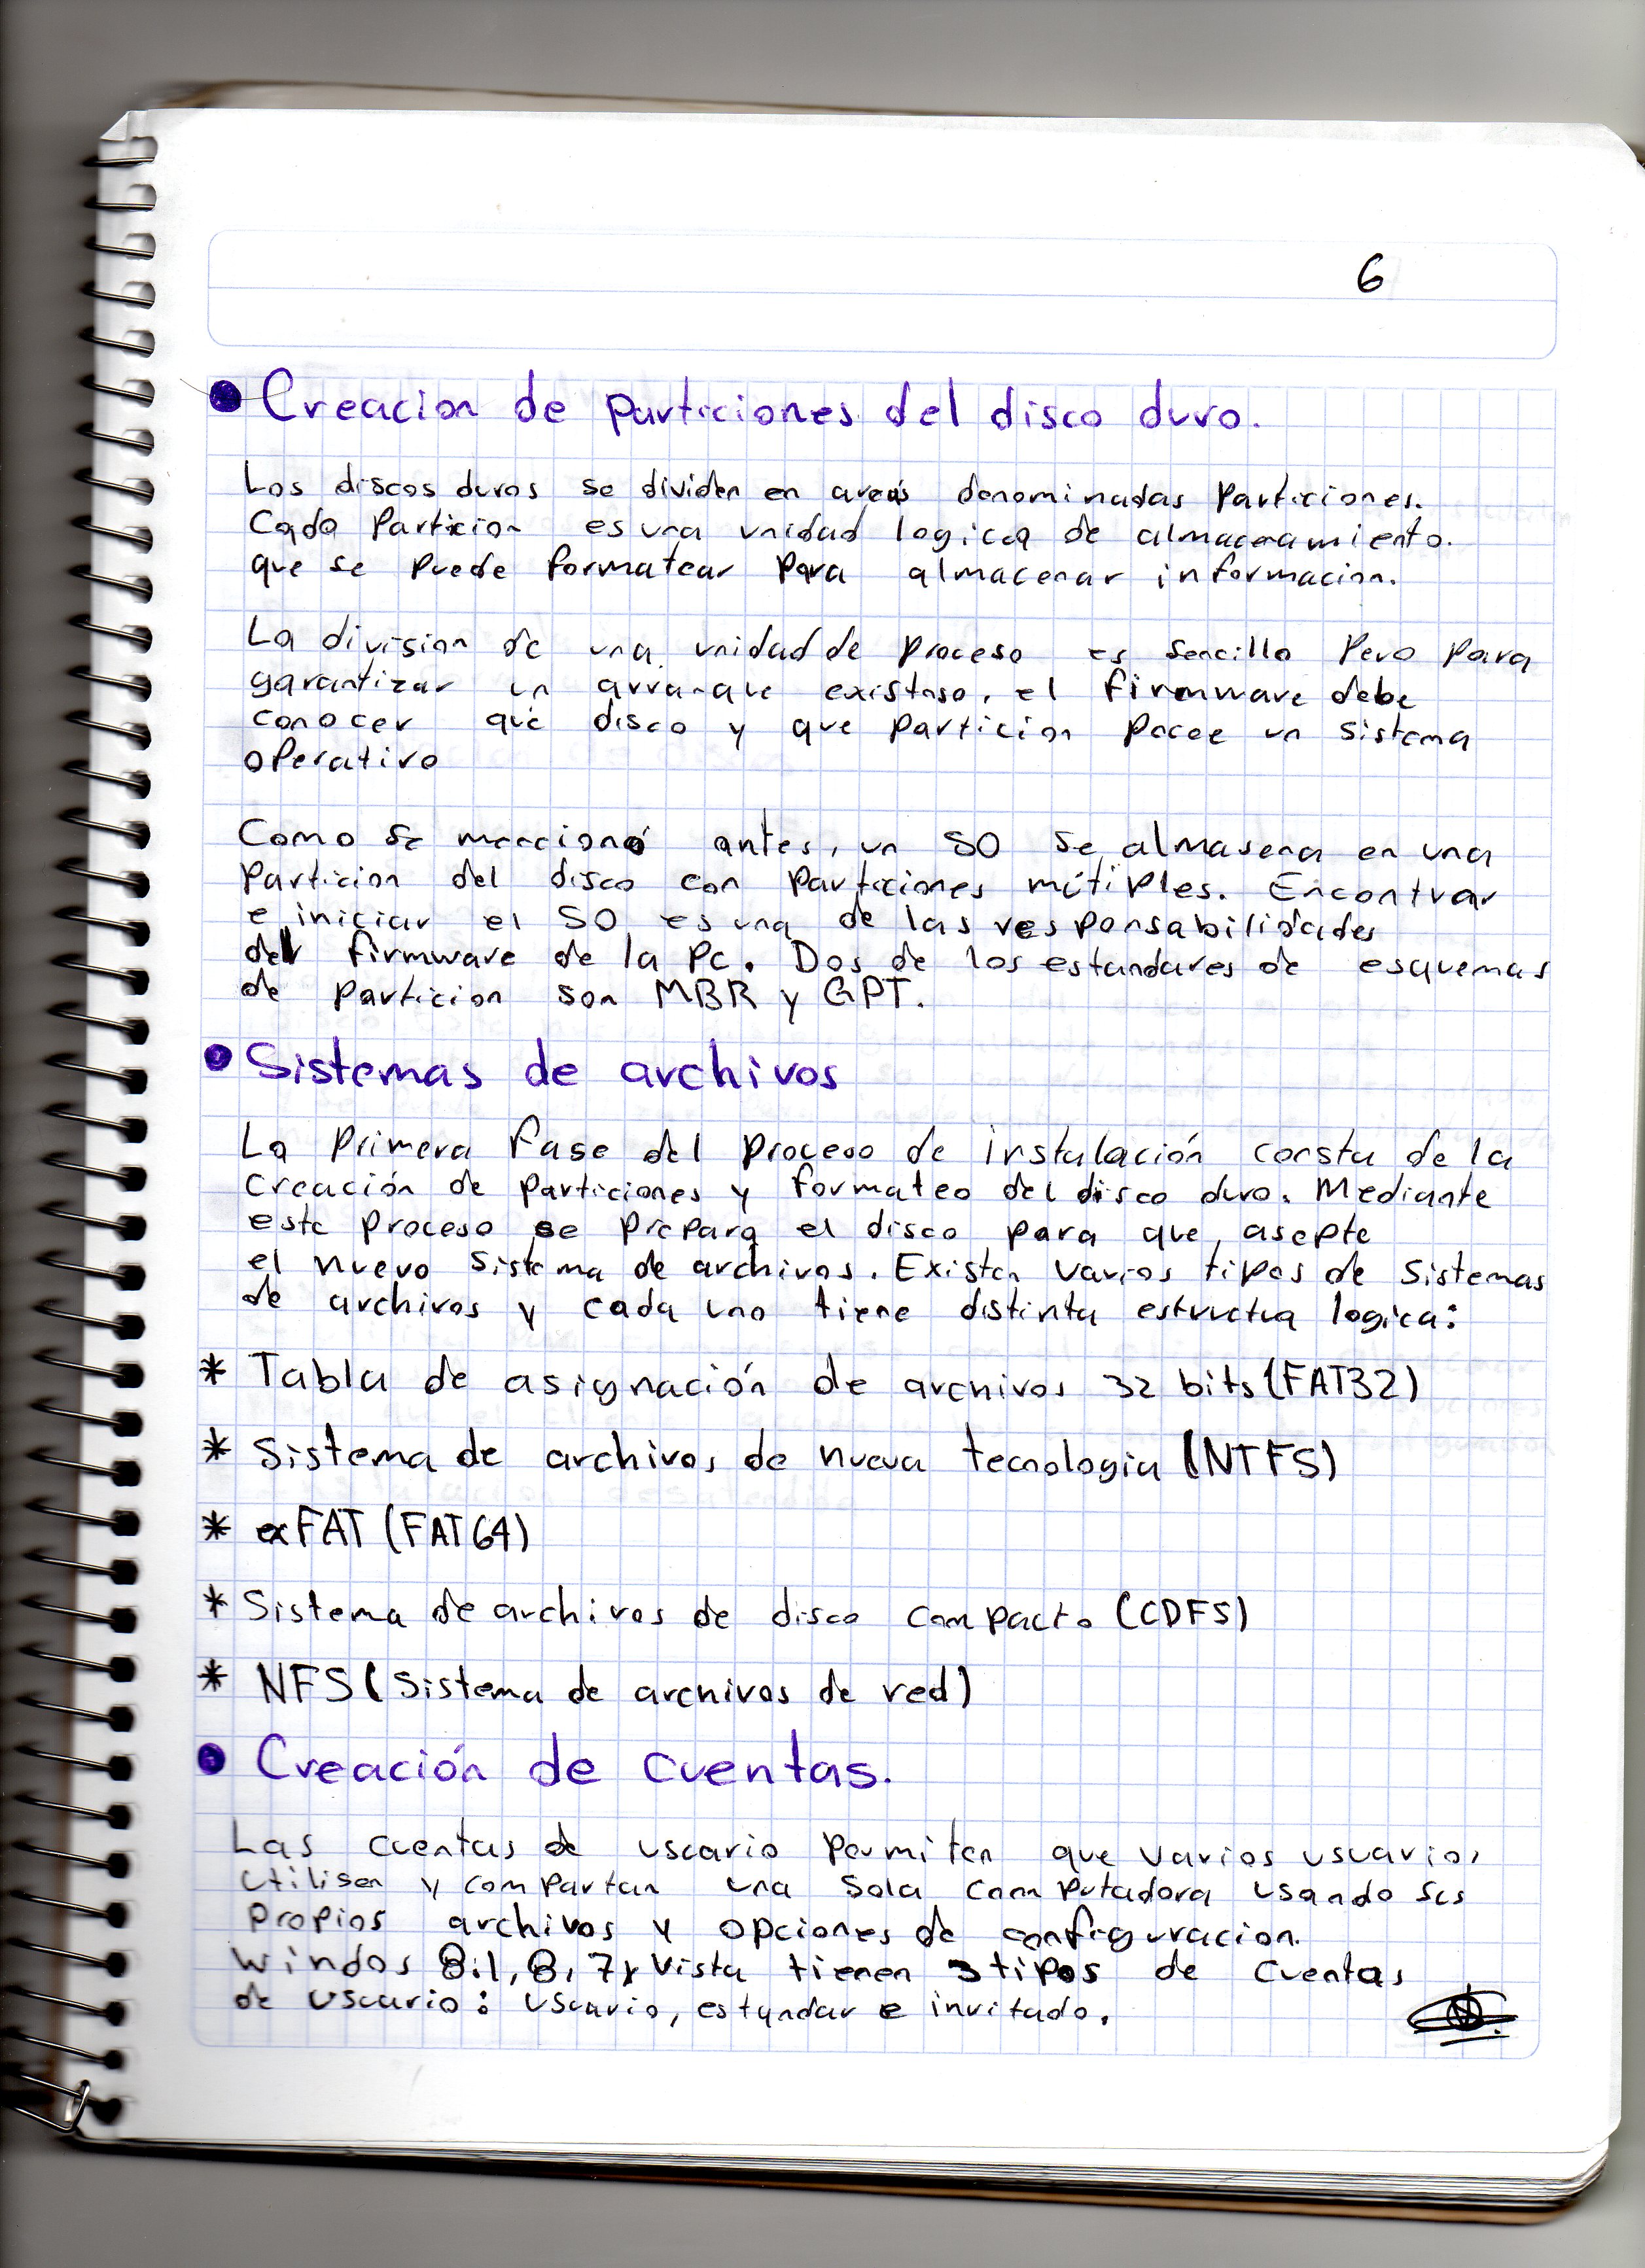 6
● Creacion de particiones del disco duro.
Los discos duros se dividen en areas denominadas particiones.
Cada particion es una unidad logica de almacenamiento.
que se puede formatear para almacenar informacion.
La division de una unidad de proceso es sencillo pero para
garantizar un arranque existoso, el firmware debe
conocer qué disco y que particion pocee un sistema
operativo
Como se mencionó antes, un SO se almasena en una
particion del disco con particiones mútiples. Encontrar
e iniciar el SO es una de las responsabilidades
del firmware de la Pc. Dos de los estandares de esquemas
de particion son MBR y GPT.
● Sistemas de archivos
La primera fase del proceso de instalación consta de la
creación de particiones y formateo del disco duro. Mediante
este proceso se prepara el disco para que asepte
el nuevo sistema de archivos. Existen varios tipos de sistemas
de archivos y cada uno tiene distinta estructua logica:
* Tabla de asignación de archivos 32 bits (FAT32)
* Sistema de archivos de nueva tecnologia (NTFS)
* exFAT (FAT64)
* Sistema de archivos de disco compacto (CDFS)
* NFS (Sistema de archivos de red)
● Creación de cuentas.
Las cuentas de uscario permiten que varios usuarios
utilisen y compartan una sola computadora usando sus
propios archivos y opciones de configuracion.
Windos 8.1, 8, 7 y Vista tienen 3 tipos de cuentas
de uscario: uscario, estandar e invitado.